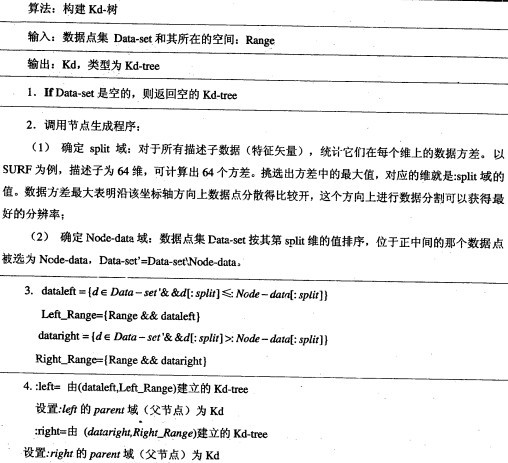 算法：构建 Kd-树
输入：数据点集 Data-set 和其所在的空间：Range
输出：Kd，类型为 Kd-tree
1．If Data-set 是空的，则返回空的 Kd-tree
2．调用节点生成程序：
（1） 确定 split 域：对于所有描述子数据（特征矢量），统计它们在每个维上的数据方差。以
SURF 为例，描述子为 64 维，可计算出 64 个方差。挑选出方差中的最大值，对应的维就是:split 域的
值。数据方差最大表明沿该坐标轴方向上数据点分散得比较开，这个方向上进行数据分割可以获得最
好的分辨率；
（2） 确定 Node-data 域：数据点集 Data-set 按其第 split 维的值排序，位于正中间的那个数据点
被选为 Node-data，Data-set'=Data-set\Node-data。
3．dataleft = {d ∈ Data - set'& &d[: split] ≤: Node - data[: split]}
Left_Range={Range && dataleft}
dataright = {d ∈ Data - set'& &d[: split] >: Node - data[: split]}
Right_Range={Range && dataright}
4. :left= 由(dataleft,Left_Range)建立的 Kd-tree
设置:left 的 parent 域（父节点）为 Kd
:right=由 (dataright,Right_Range)建立的 Kd-tree
设置:right 的 parent 域（父节点）为 Kd